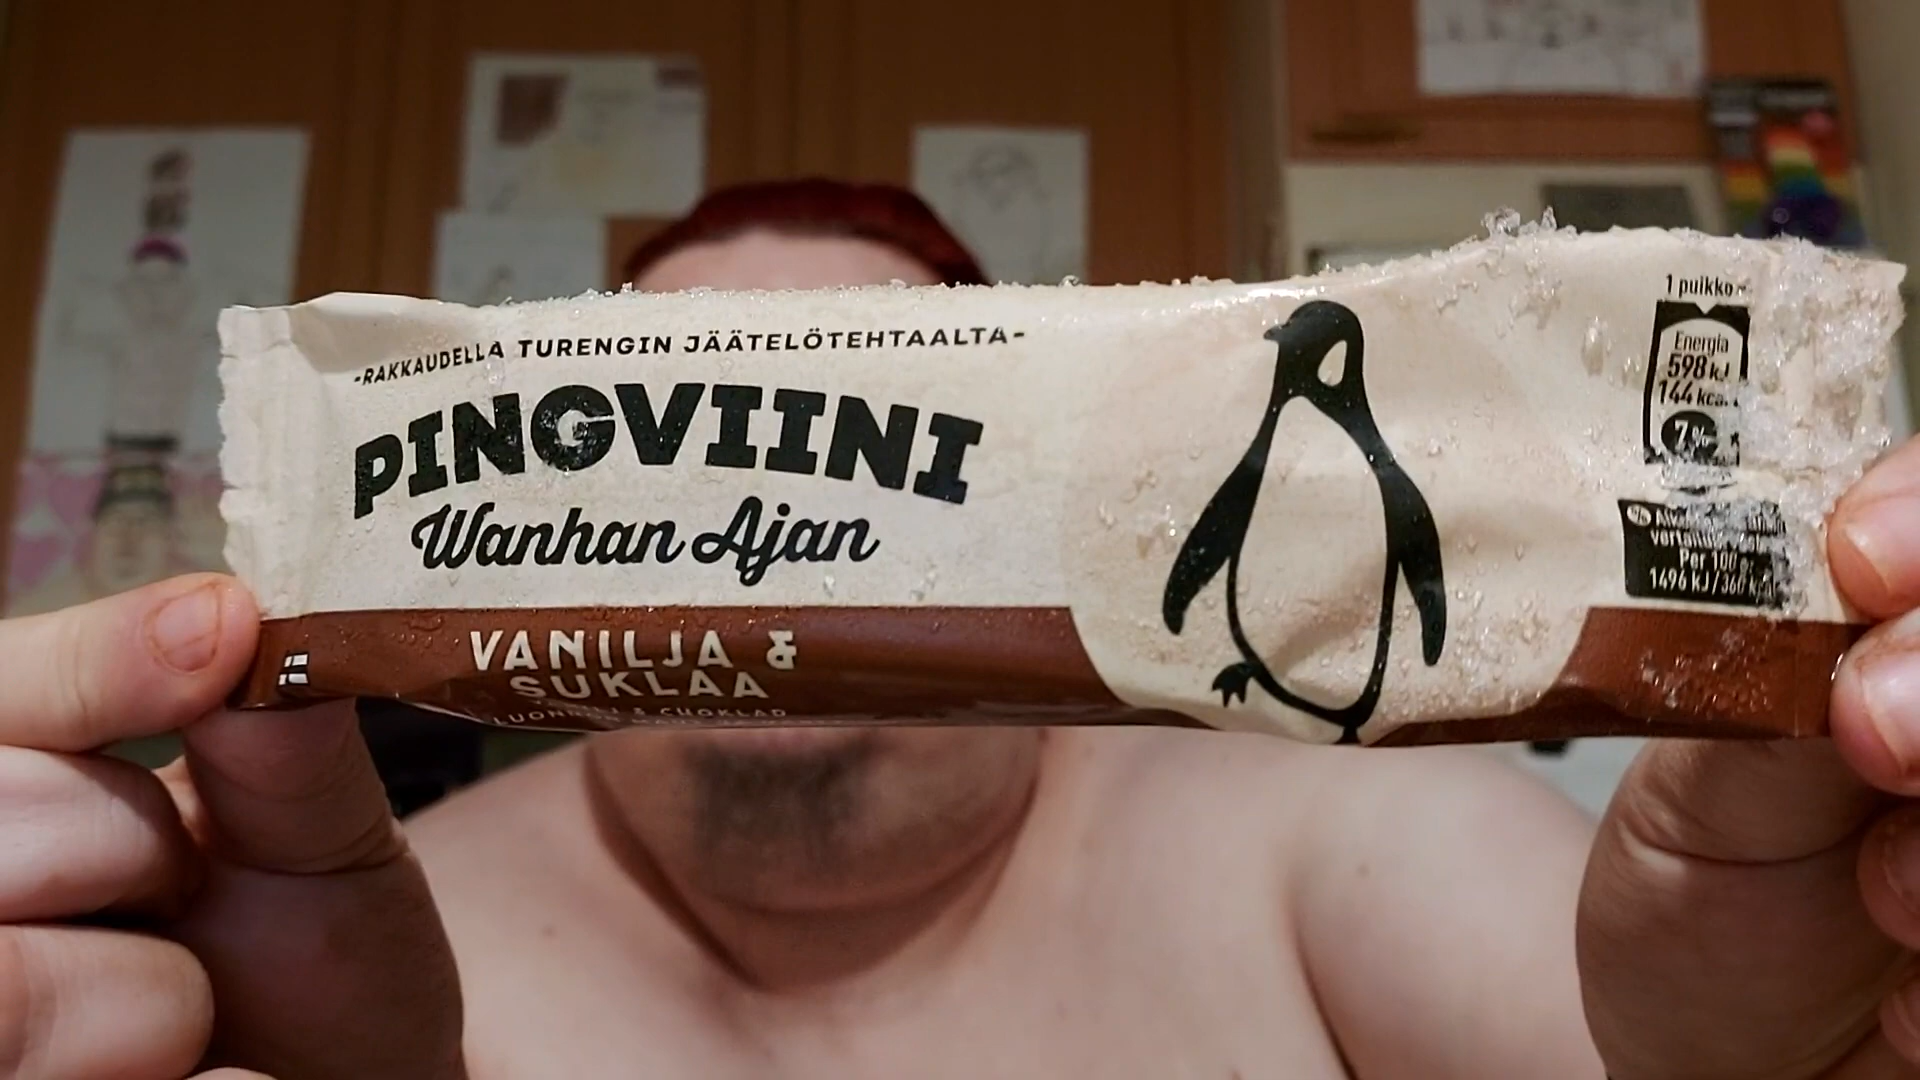 -RAKKAUDELLA TURENGIN JÄÄTELÖTEHTAALTA-
PINGVIINI
Wanhan Ajan
VANILJA &
SUKLAA
& CHOKLAD
1 puikko
Energia
598 kJ
144 kcal
7%
Per 100 g:
1496 kJ / 360